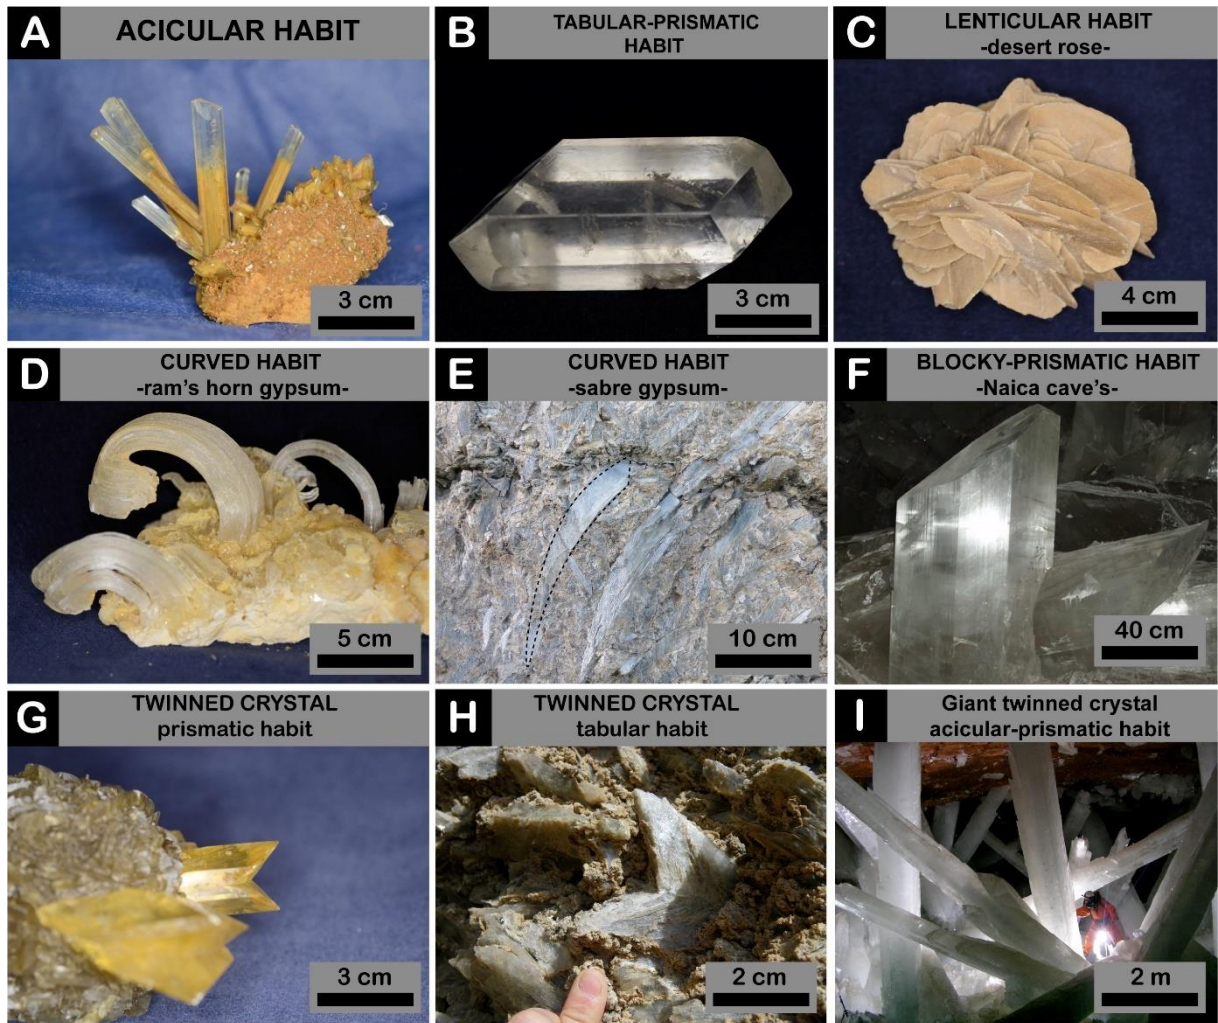 A
ACICULAR HABIT
3 cm
B
TABULAR-PRISMATIC
HABIT
3 cm
C
LENTICULAR HABIT
-desert rose-
4 cm
D
CURVED HABIT
-ram's horn gypsum-
5 cm
E
CURVED HABIT
-sabre gypsum-
10 cm
F
BLOCKY-PRISMATIC HABIT
-Naica cave's-
40 cm
G
TWINNED CRYSTAL
prismatic habit
3 cm
H
TWINNED CRYSTAL
tabular habit
2 cm
I
Giant twinned crystal
acicular-prismatic habit
2 m